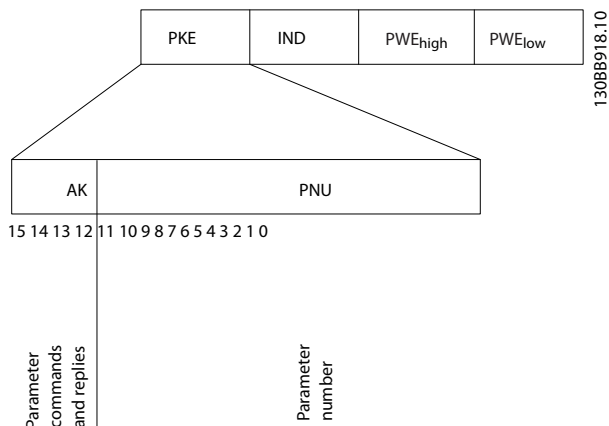 PKE IND PWEhigh PWElow
130BB918.10
AK PNU
15 14 13 12 11 10 9 8 7 6 5 4 3 2 1 0
Parameter
commands
and replies
Parameter
number